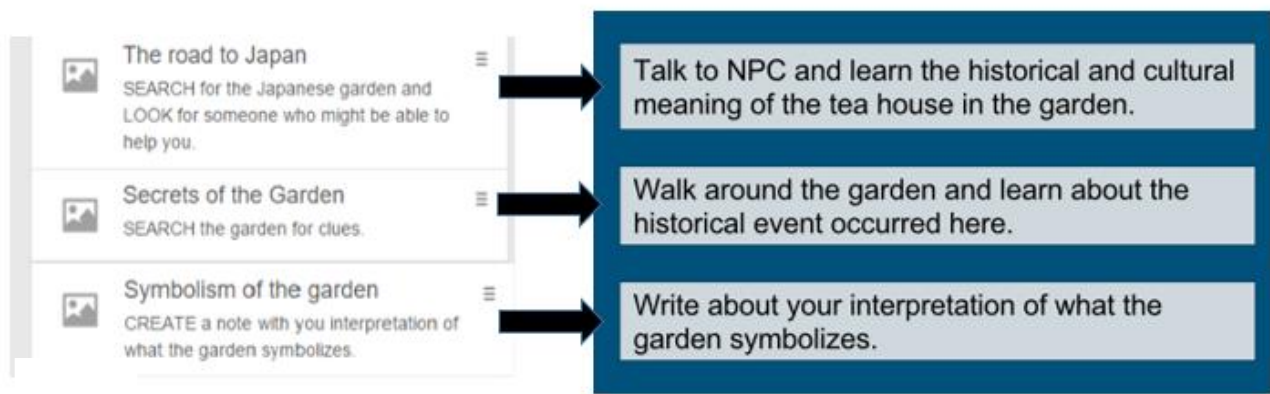 The road to Japan
SEARCH for the Japanese garden and
LOOK for someone who might be able to
help you.
Talk to NPC and learn the historical and cultural
meaning of the tea house in the garden.
Secrets of the Garden
SEARCH the garden for clues.
Walk around the garden and learn about the
historical event occurred here.
Symbolism of the garden
CREATE a note with you interpretation of
what the garden symbolizes.
Write about your interpretation of what the
garden symbolizes.